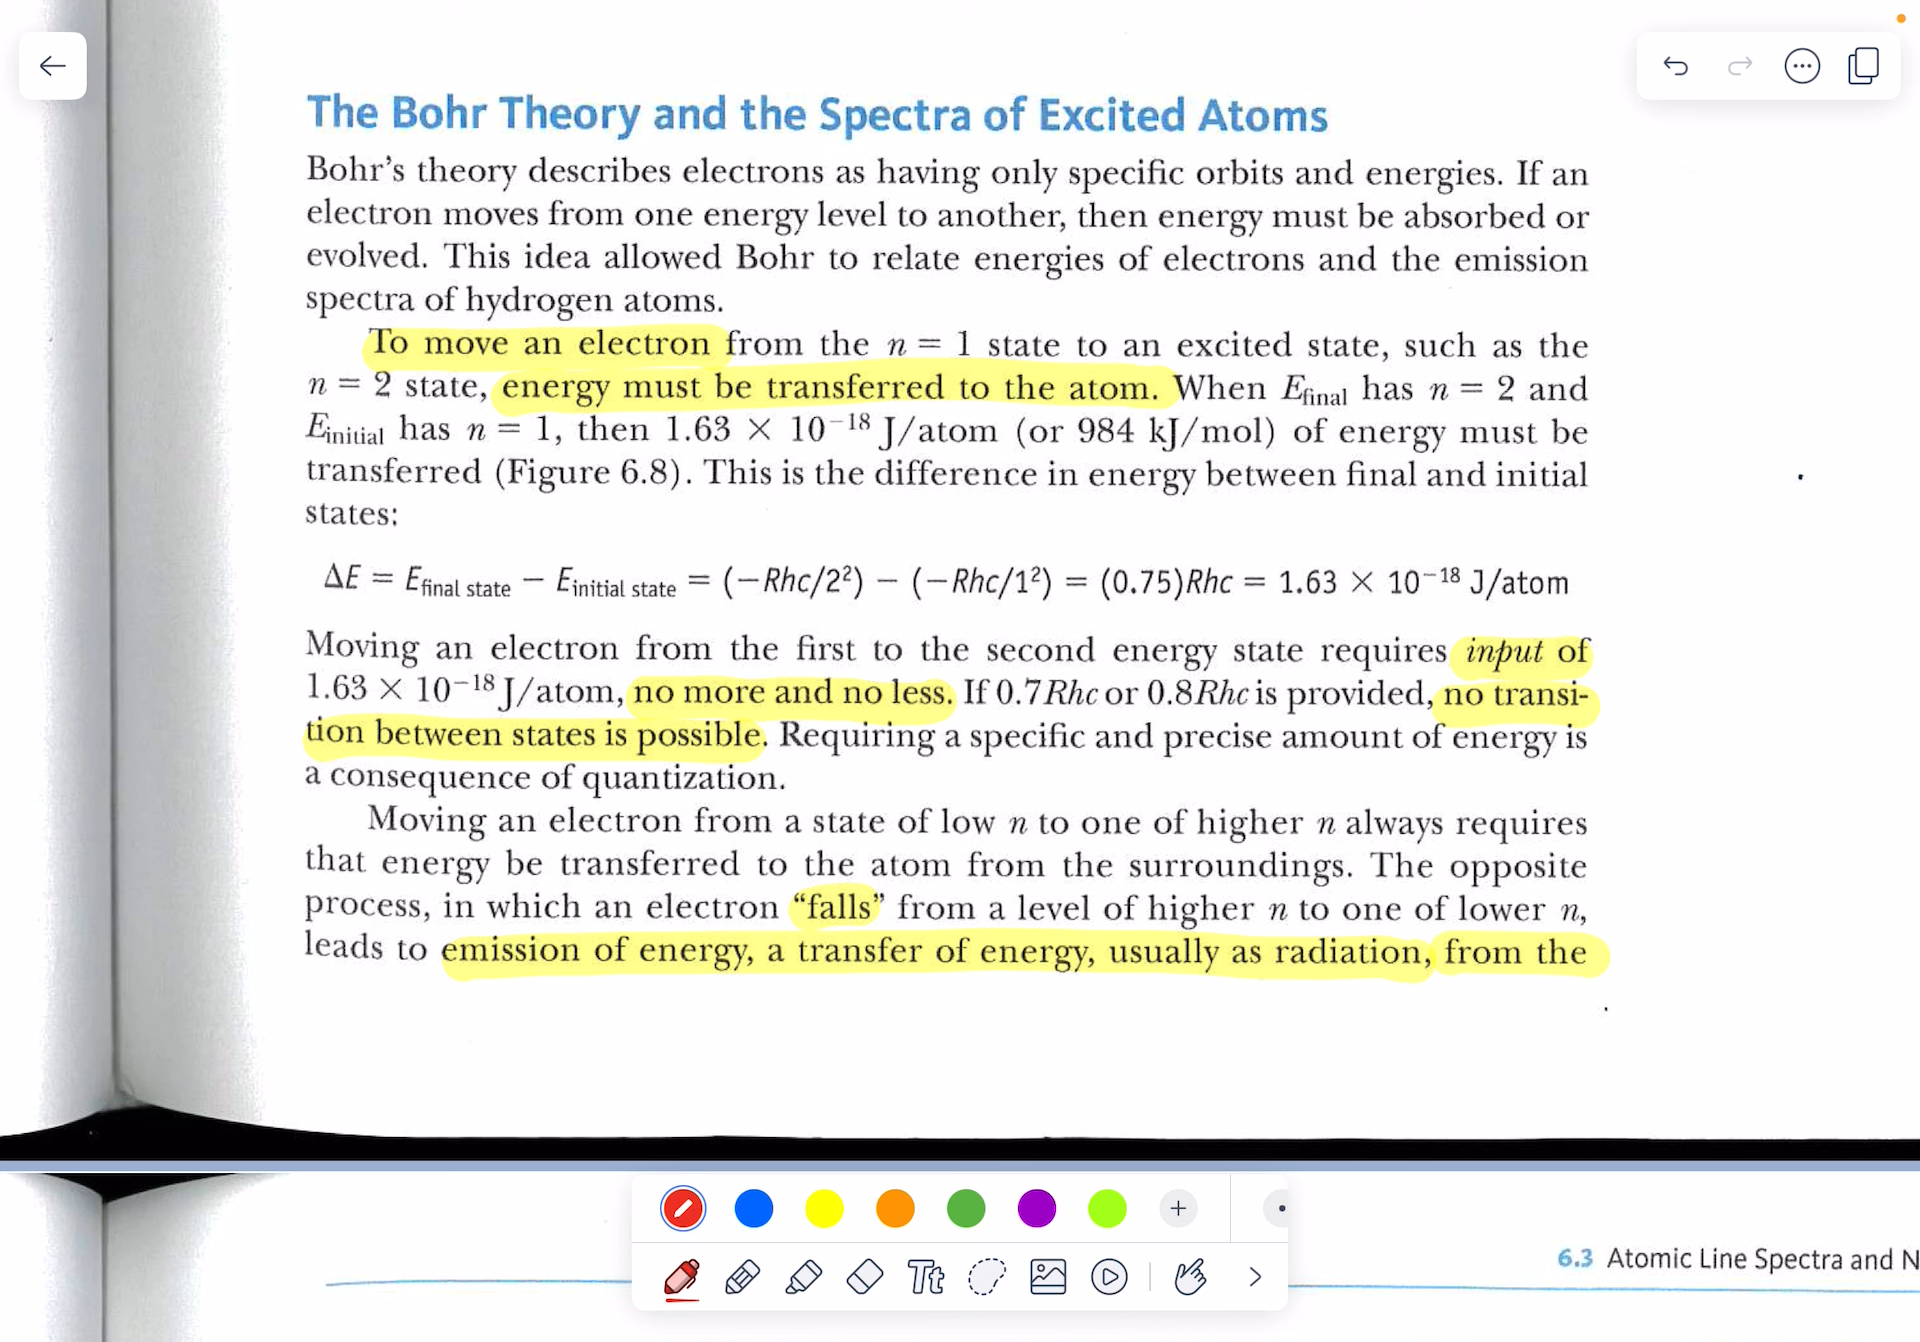 The Bohr Theory and the Spectra of Excited Atoms
Bohr's theory describes electrons as having only specific orbits and energies. If an
electron moves from one energy level to another, then energy must be absorbed or
evolved. This idea allowed Bohr to relate energies of electrons and the emission
spectra of hydrogen atoms.
To move an electron from the n = 1 state to an excited state, such as the
n = 2 state, energy must be transferred to the atom. When Efinal has n = 2 and
Einitial has n = 1, then 1.63 × 10⁻¹⁸ J/atom (or 984 kJ/mol) of energy must be
transferred (Figure 6.8). This is the difference in energy between final and initial
states:
ΔE = Efinal state − Einitial state = (−Rhc/2²) − (−Rhc/1²) = (0.75)Rhc = 1.63 × 10⁻¹⁸ J/atom
Moving an electron from the first to the second energy state requires input of
1.63 × 10⁻¹⁸ J/atom, no more and no less. If 0.7Rhc or 0.8Rhc is provided, no transi-
tion between states is possible. Requiring a specific and precise amount of energy is
a consequence of quantization.
Moving an electron from a state of low n to one of higher n always requires
that energy be transferred to the atom from the surroundings. The opposite
process, in which an electron “falls” from a level of higher n to one of lower n,
leads to emission of energy, a transfer of energy, usually as radiation, from the
Tt
6.3 Atomic Line Spectra and N